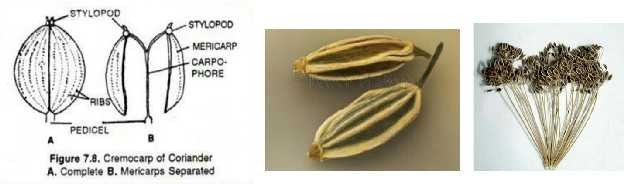 STYLOPOD
STYLOPOD
MERICARP
CARPO-
PHORE
RIBS
PEDICEL
A
B
Figure 7.8. Cremocarp of Coriander
A. Complete B. Mericarps Separated